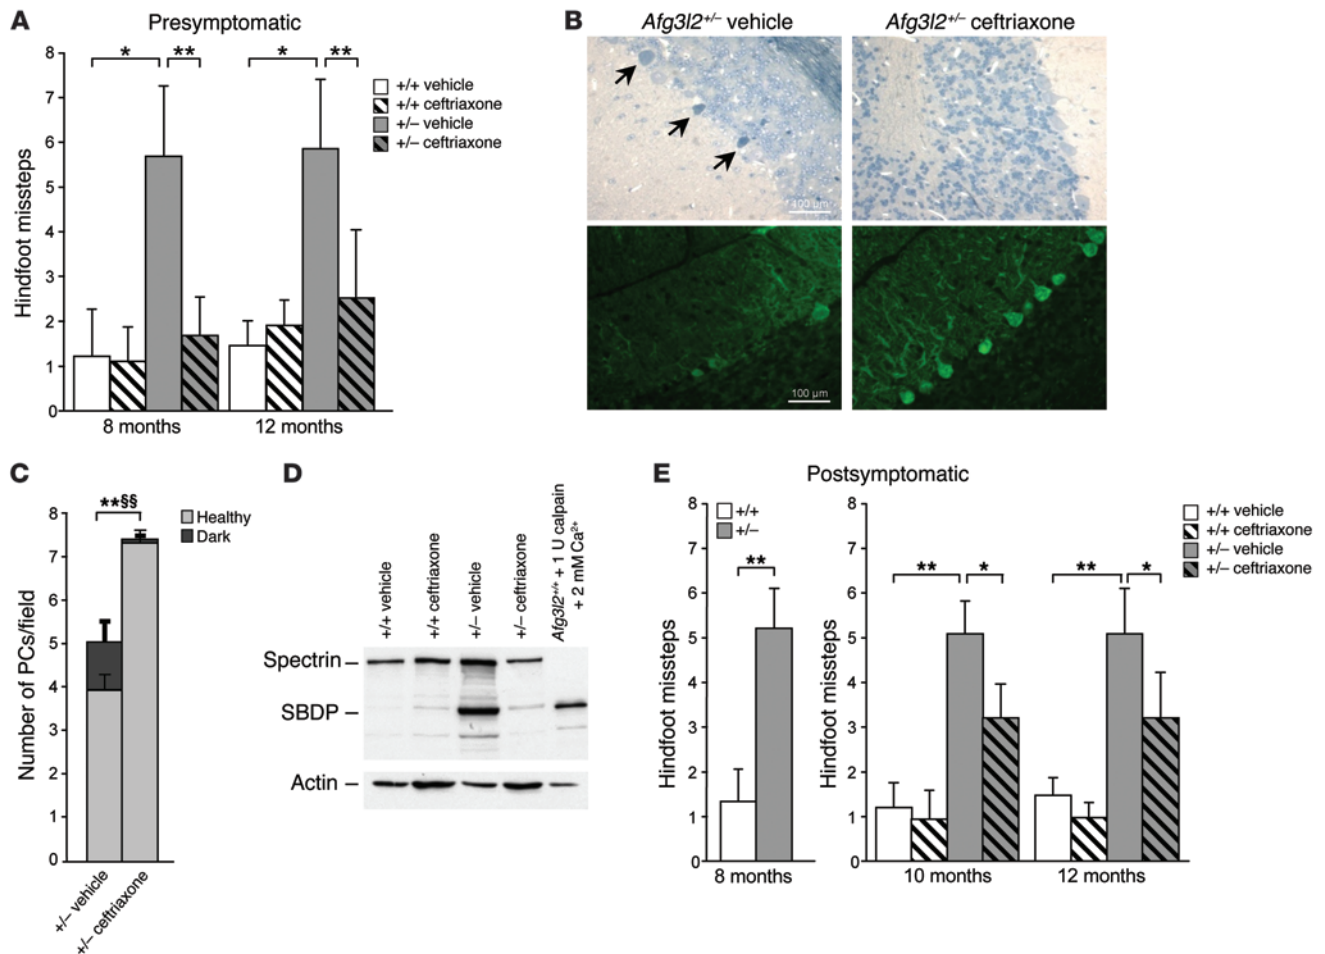 A
Presymptomatic
8
7
6
5
4
3
2
1
0
Hindfoot missteps
* ** * **
+/+ vehicle
+/+ ceftriaxone
+/– vehicle
+/– ceftriaxone
8 months 12 months
B
Afg3l2+/– vehicle Afg3l2+/– ceftriaxone
100 µm
100 µm
C
8
7
6
5
4
3
2
1
0
Number of PCs/field
**§§
Healthy
Dark
+/– vehicle
+/– ceftriaxone
D
+/+ vehicle
+/+ ceftriaxone
+/– vehicle
+/– ceftriaxone
Afg3l2+/+ + 1 U calpain
+ 2 mM Ca2+
Spectrin –
SBDP –
Actin –
E
Postsymptomatic
8
7
6
5
4
3
2
1
0
Hindfoot missteps
+/+
+/–
**
8 months
8
7
6
5
4
3
2
1
0
Hindfoot missteps
** * ** *
+/+ vehicle
+/+ ceftriaxone
+/– vehicle
+/– ceftriaxone
10 months 12 months